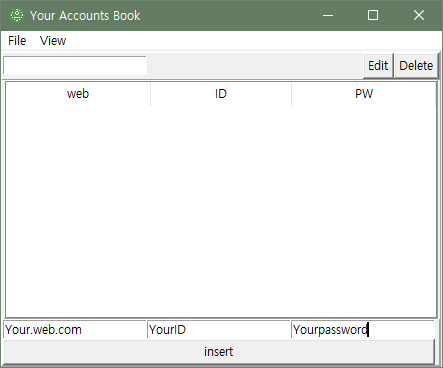 Your Accounts Book
File View
Edit Delete
web ID PW
Your.web.com YourID Yourpassword
insert